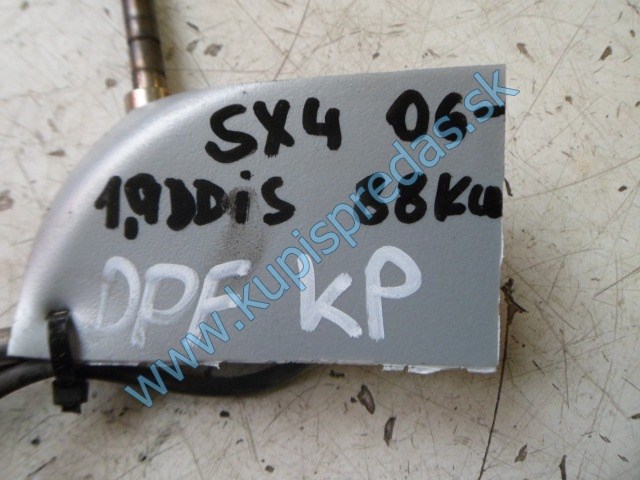 SX4 06-
1,9DDiS 88Kw
DPF KP
www.kupispredas.sk